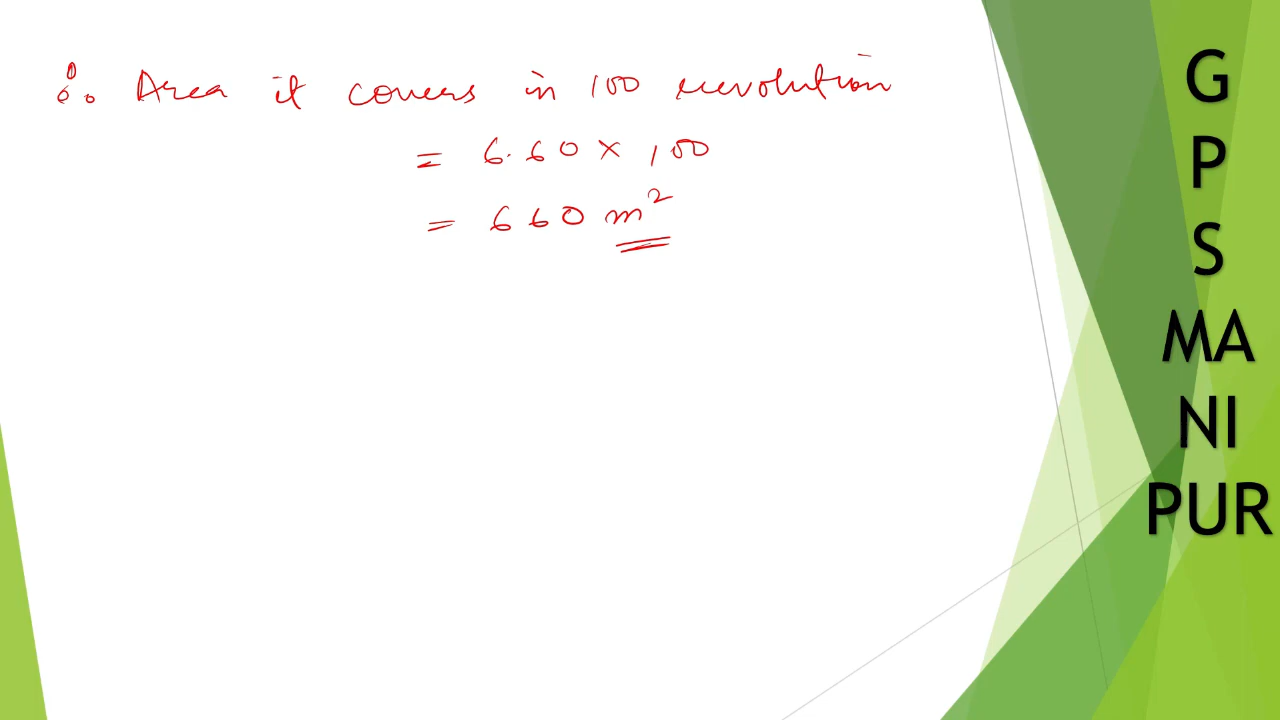 ∴ Area it covers in 100 revolution
= 6.60 × 100
= 660 m²
G
P
S
MA
NI
PUR